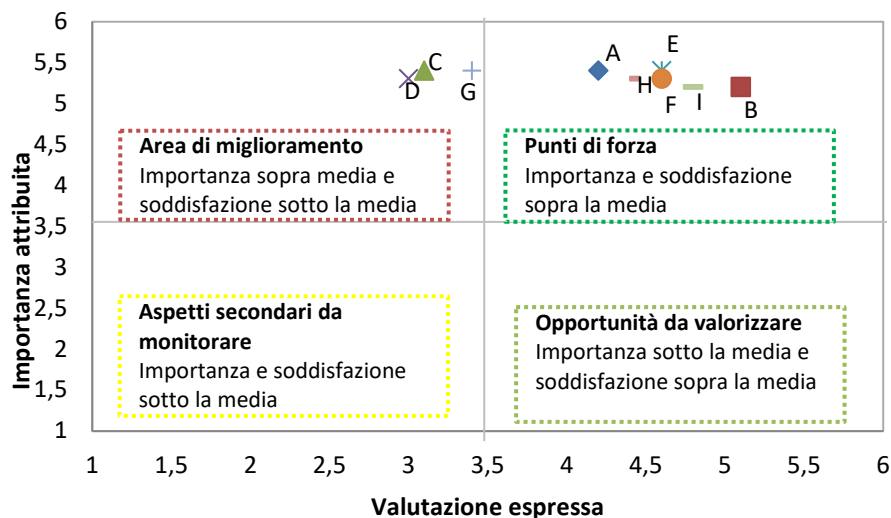 6
5,5
5
4,5
4
3,5
3
2,5
2
1,5
1
Importanza attribuita
A
E
C
D
G
H
F
I
B
Area di miglioramento
Importanza sopra media e
soddisfazione sotto la media
Punti di forza
Importanza e soddisfazione
sopra la media
Aspetti secondari da
monitorare
Importanza e soddisfazione
sotto la media
Opportunità da valorizzare
Importanza sotto la media e
soddisfazione sopra la media
1 1,5 2 2,5 3 3,5 4 4,5 5 5,5 6
Valutazione espressa